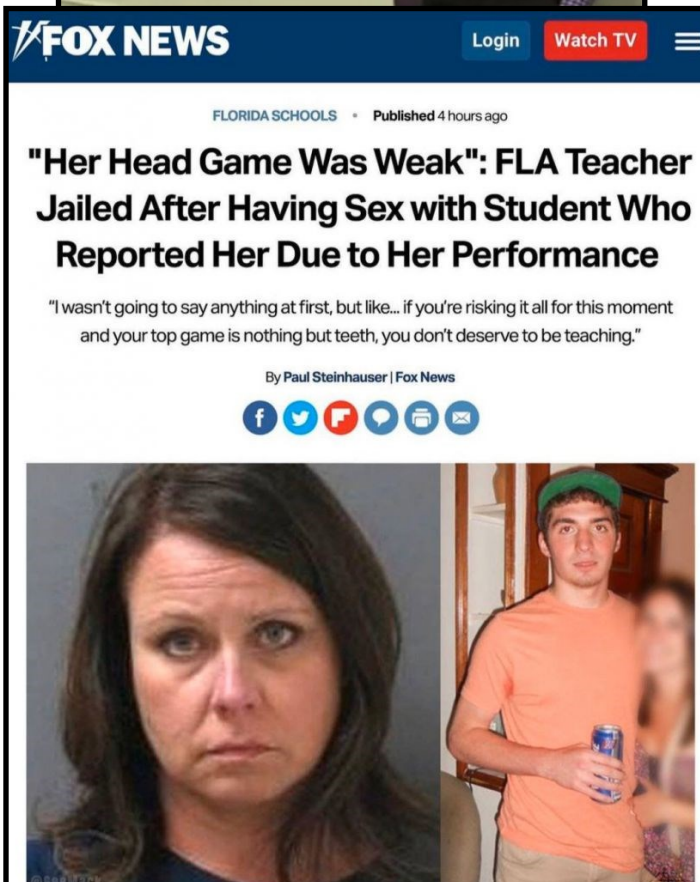 FOX NEWS
Login
Watch TV
FLORIDA SCHOOLS • Published 4 hours ago
"Her Head Game Was Weak": FLA Teacher
Jailed After Having Sex with Student Who
Reported Her Due to Her Performance
"I wasn't going to say anything at first, but like... if you're risking it all for this moment
and your top game is nothing but teeth, you don't deserve to be teaching."
By Paul Steinhauser | Fox News